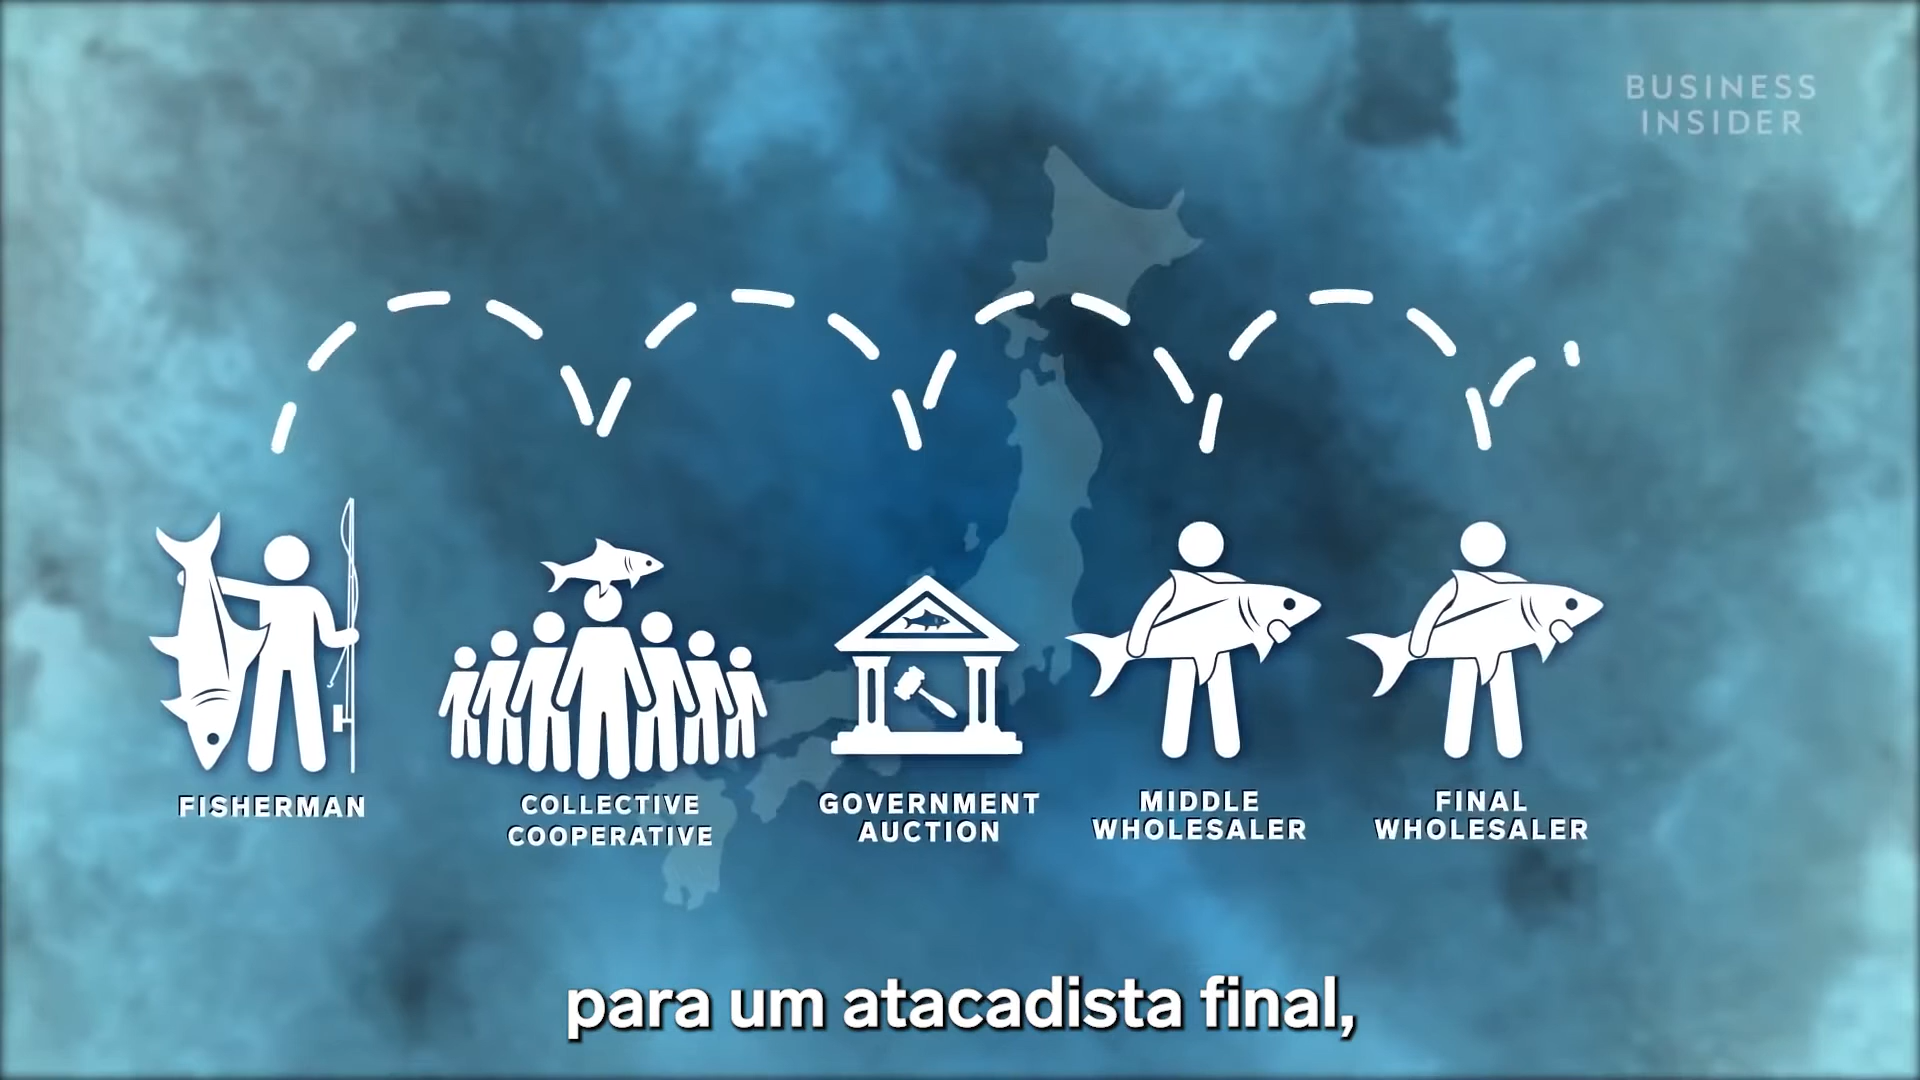 BUSINESS
INSIDER
FISHERMAN
COLLECTIVE
COOPERATIVE
GOVERNMENT
AUCTION
MIDDLE
WHOLESALER
FINAL
WHOLESALER
para um atacadista final,